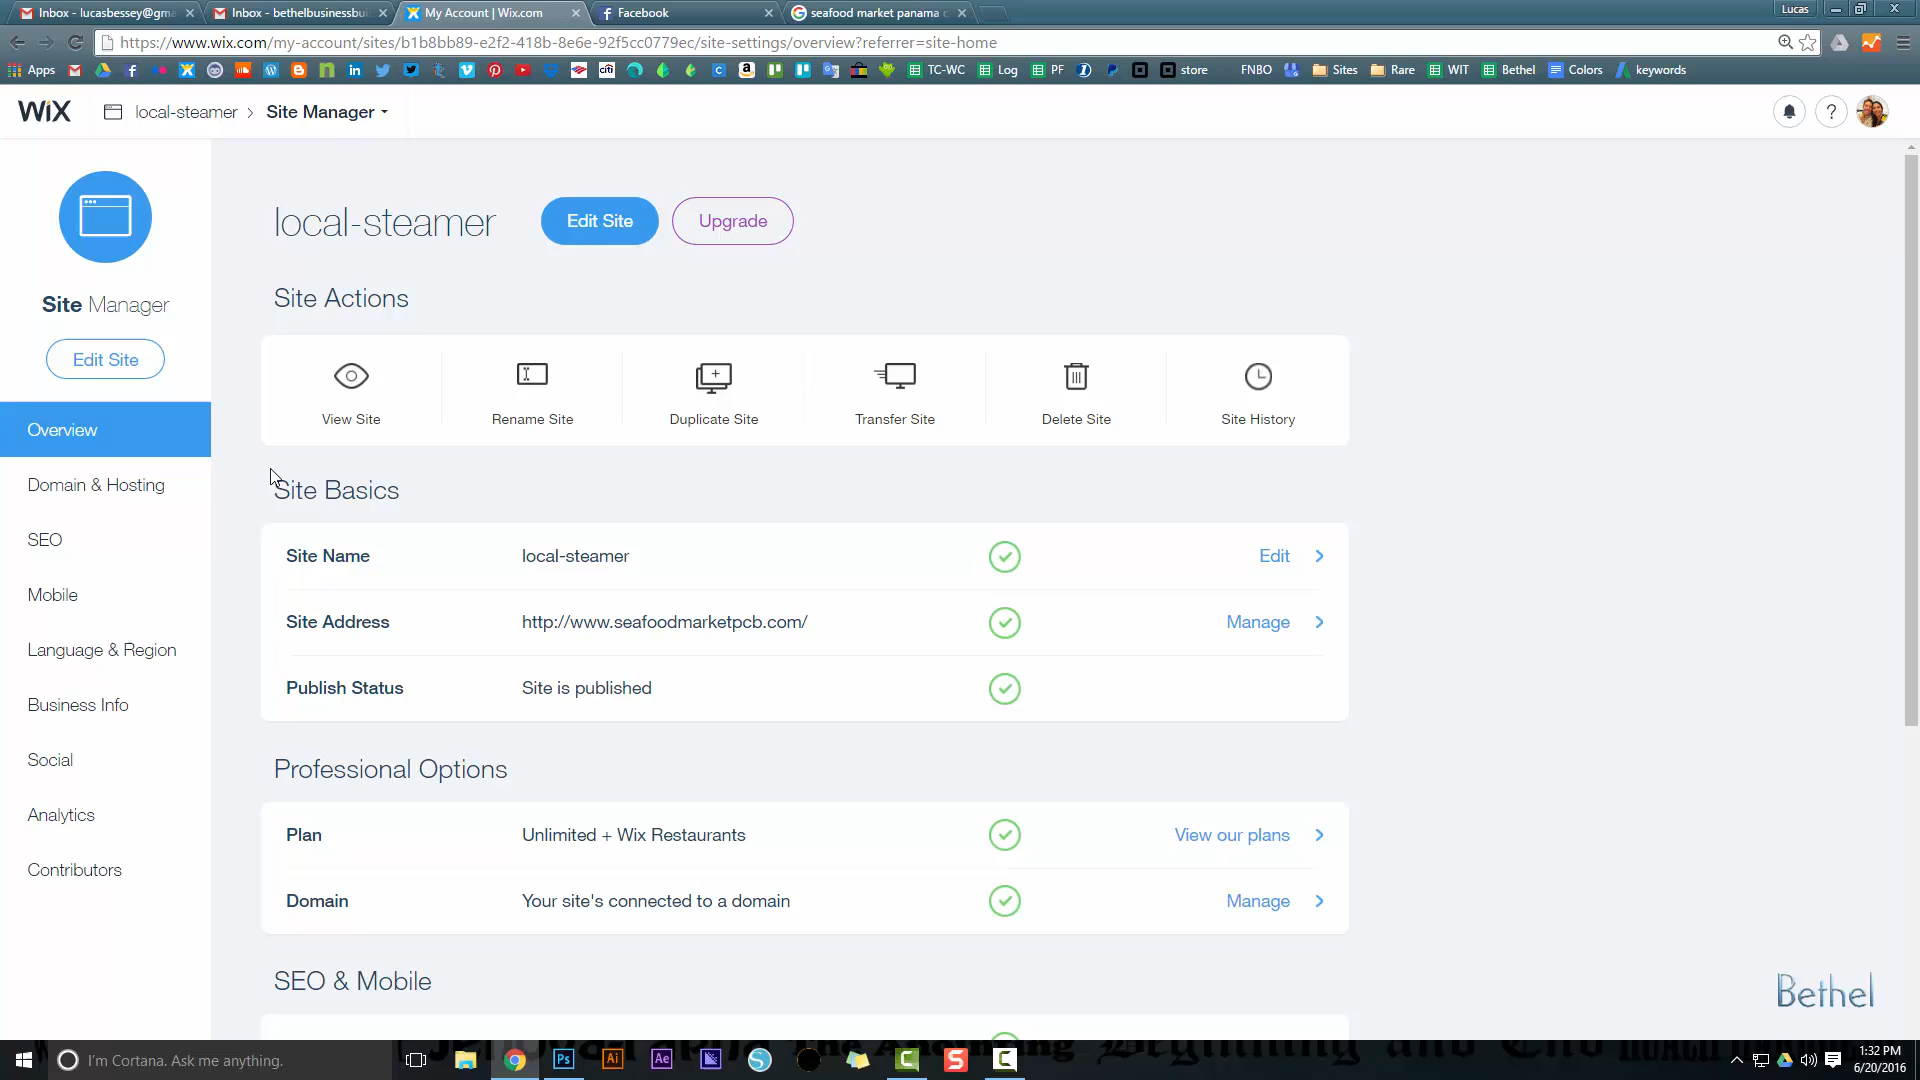 Inbox - lucasbessey@gma
Inbox - bethelbusinessbu
My Account | Wix.com
Facebook
seafood market panama c
Lucas
https://www.wix.com/my-account/sites/b1b8bb89-e2f2-418b-8e6e-92f5cc0779ec/site-settings/overview?referrer=site-home
Apps
TC-WC
Log
PF
store
FNBO
Sites
Rare
WIT
Bethel
Colors
keywords
WiX
local-steamer > Site Manager
?
Site Manager
Edit Site
Overview
Domain & Hosting
SEO
Mobile
Language & Region
Business Info
Social
Analytics
Contributors
local-steamer
Edit Site
Upgrade
Site Actions
View Site
Rename Site
Duplicate Site
Transfer Site
Delete Site
Site History
Site Basics
Site Name local-steamer Edit
Site Address http://www.seafoodmarketpcb.com/ Manage
Publish Status Site is published
Professional Options
Plan Unlimited + Wix Restaurants View our plans
Domain Your site's connected to a domain Manage
SEO & Mobile
Bethel
I'm Cortana. Ask me anything.
Ps
Ai
Ae
1:32 PM
6/20/2016